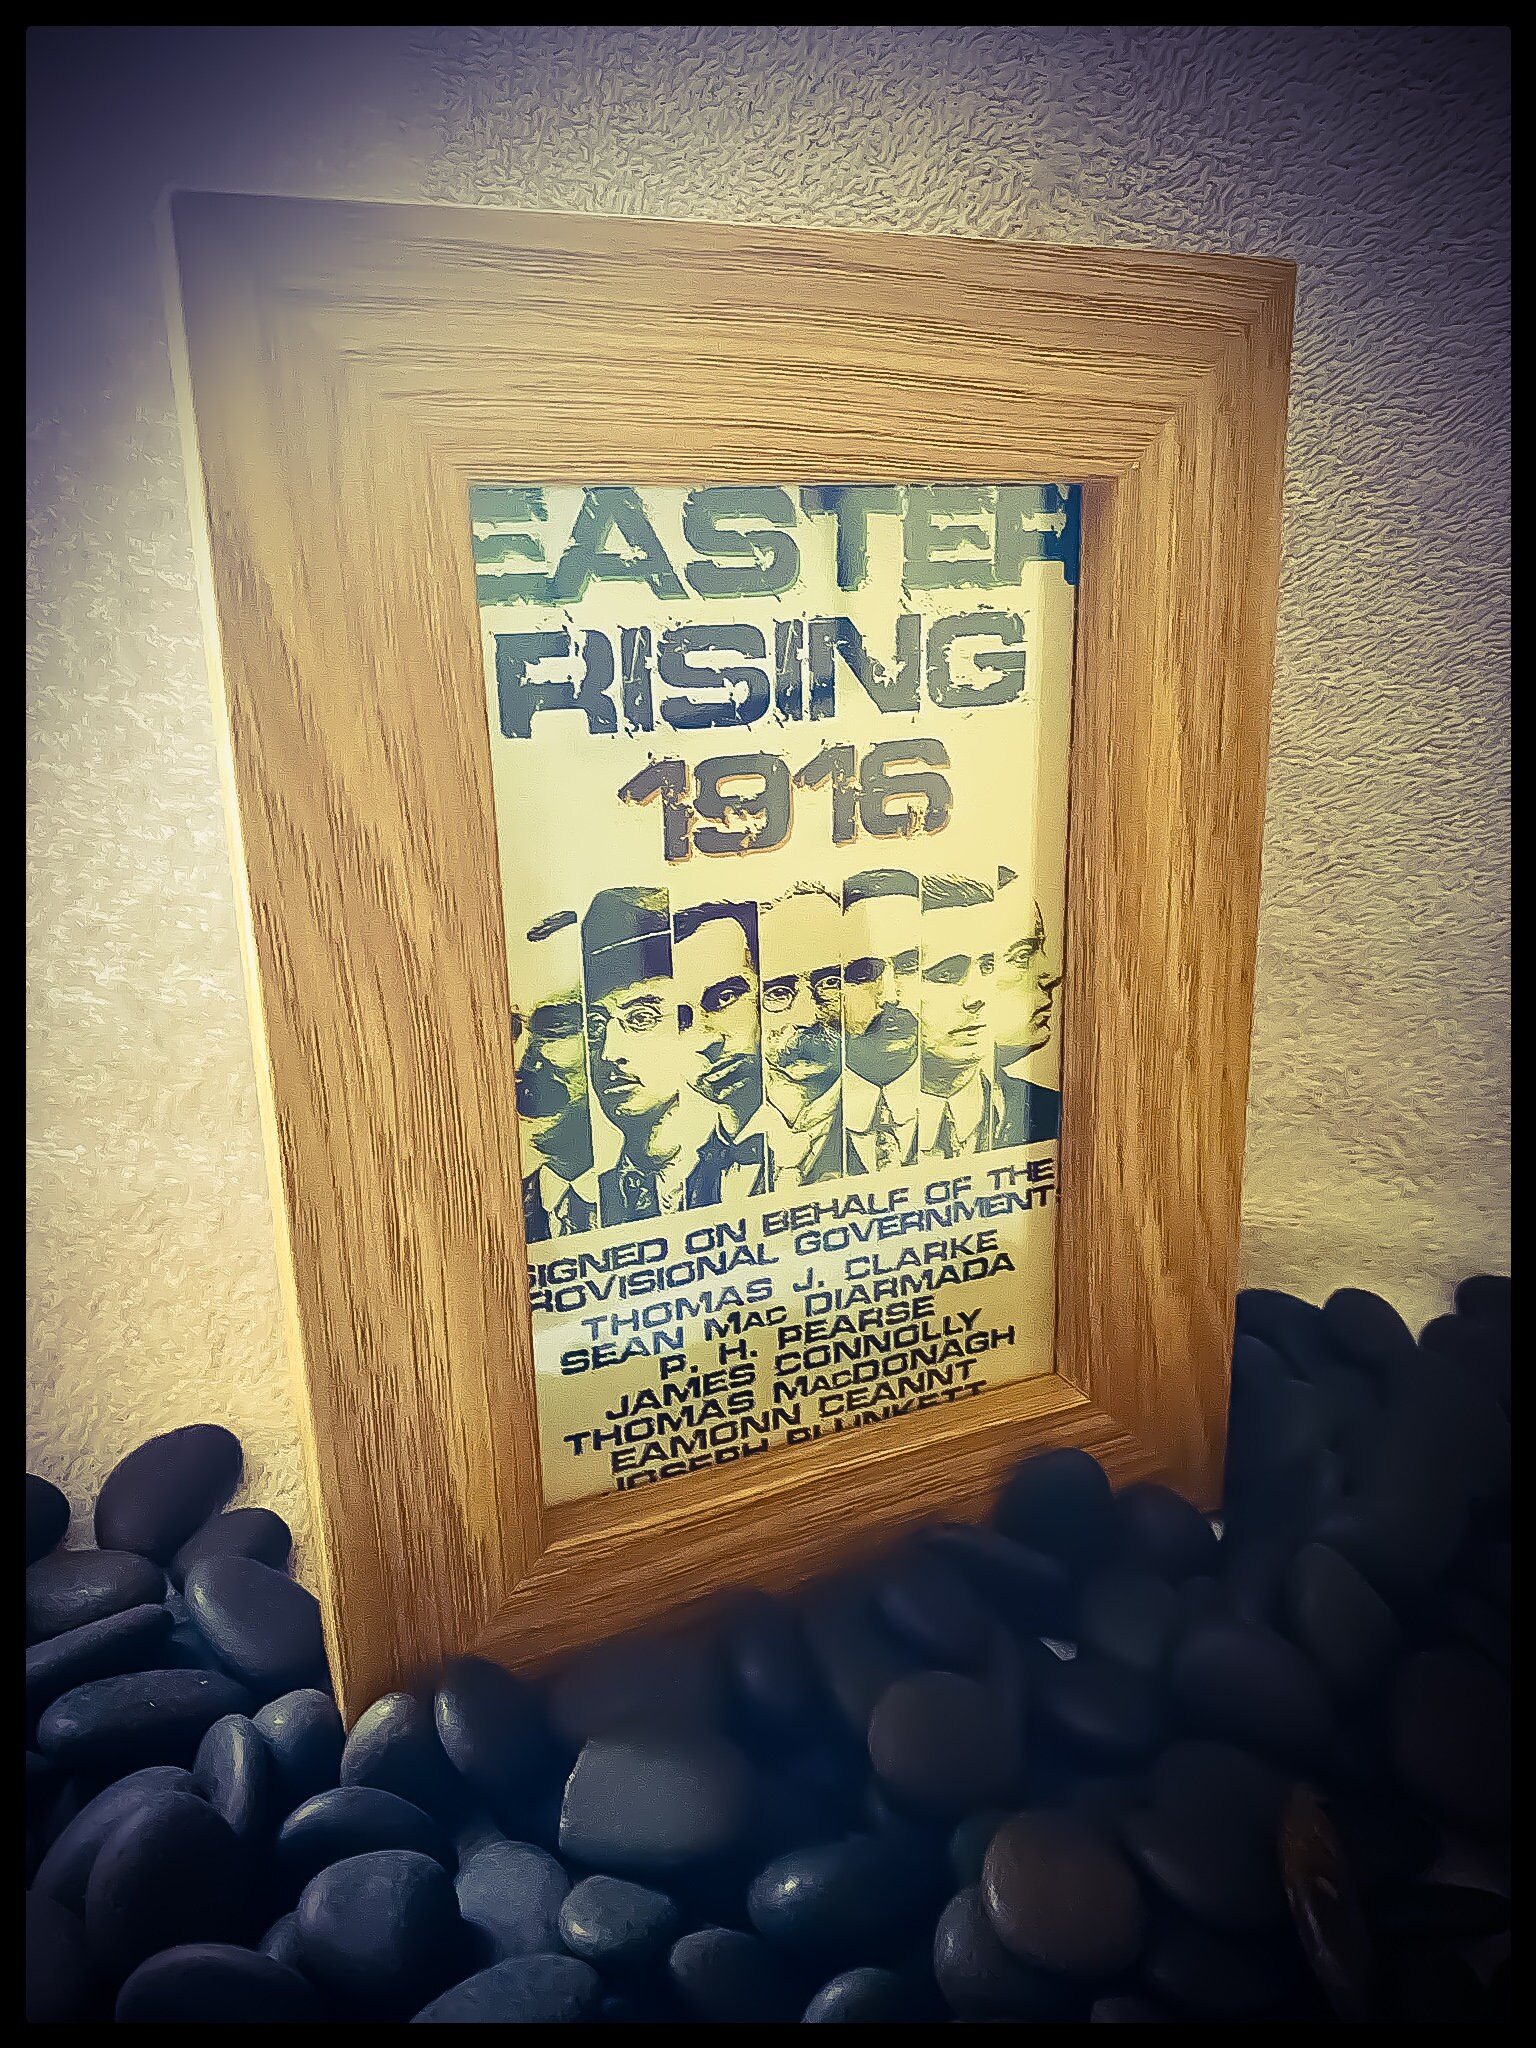 EASTER
RISING
1916
SIGNED ON BEHALF OF THE
ROVISIONAL GOVERNMENT:
THOMAS J. CLARKE
SEAN MAC DIARMADA
P. H. PEARSE
JAMES CONNOLLY
THOMAS MACDONAGH
EAMONN CEANNT
JOSEPH PLUNKETT